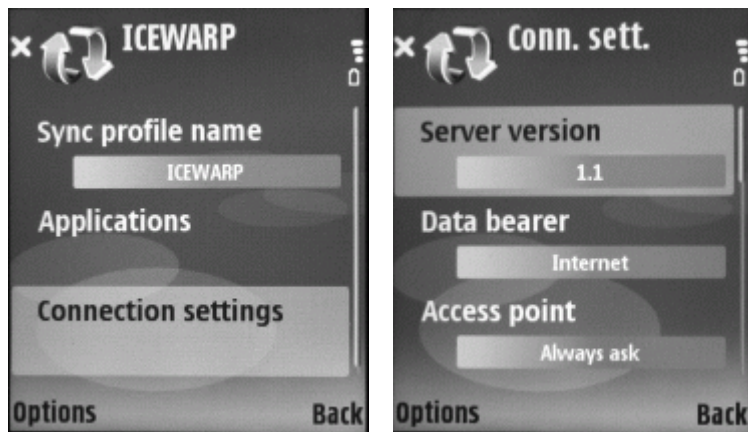 ICEWARP
Sync profile name
ICEWARP
Applications
Connection settings
Options Back
Conn. sett.
Server version
1.1
Data bearer
Internet
Access point
Always ask
Options Back